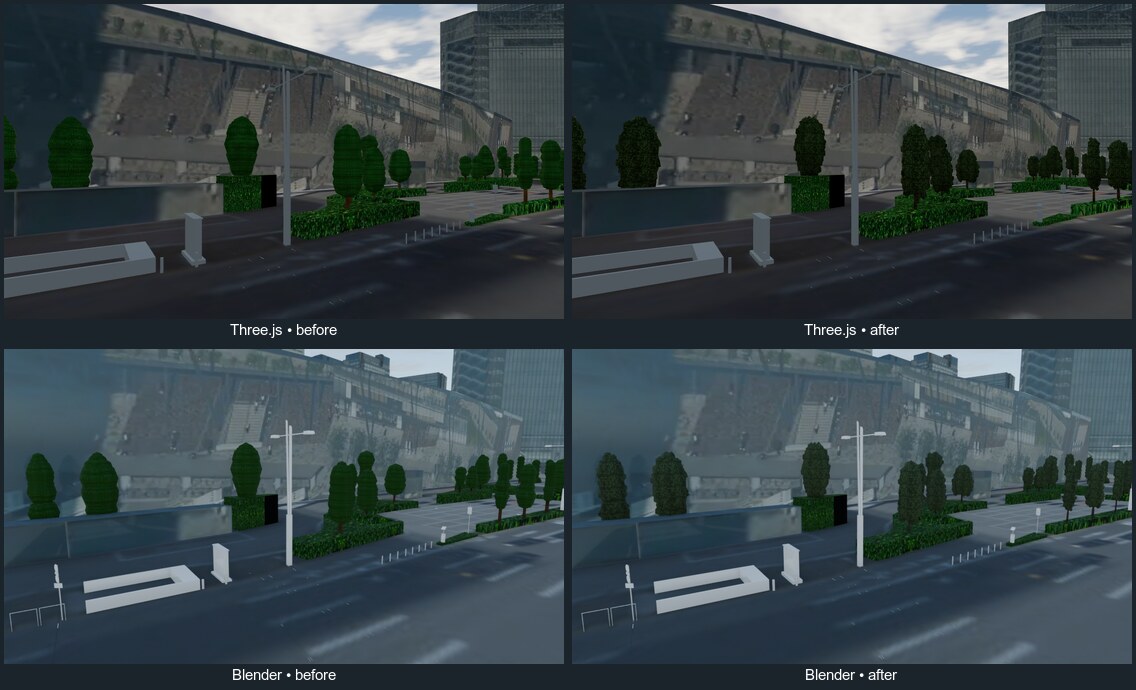 Three.js • before
Three.js • after
Blender • before
Blender • after